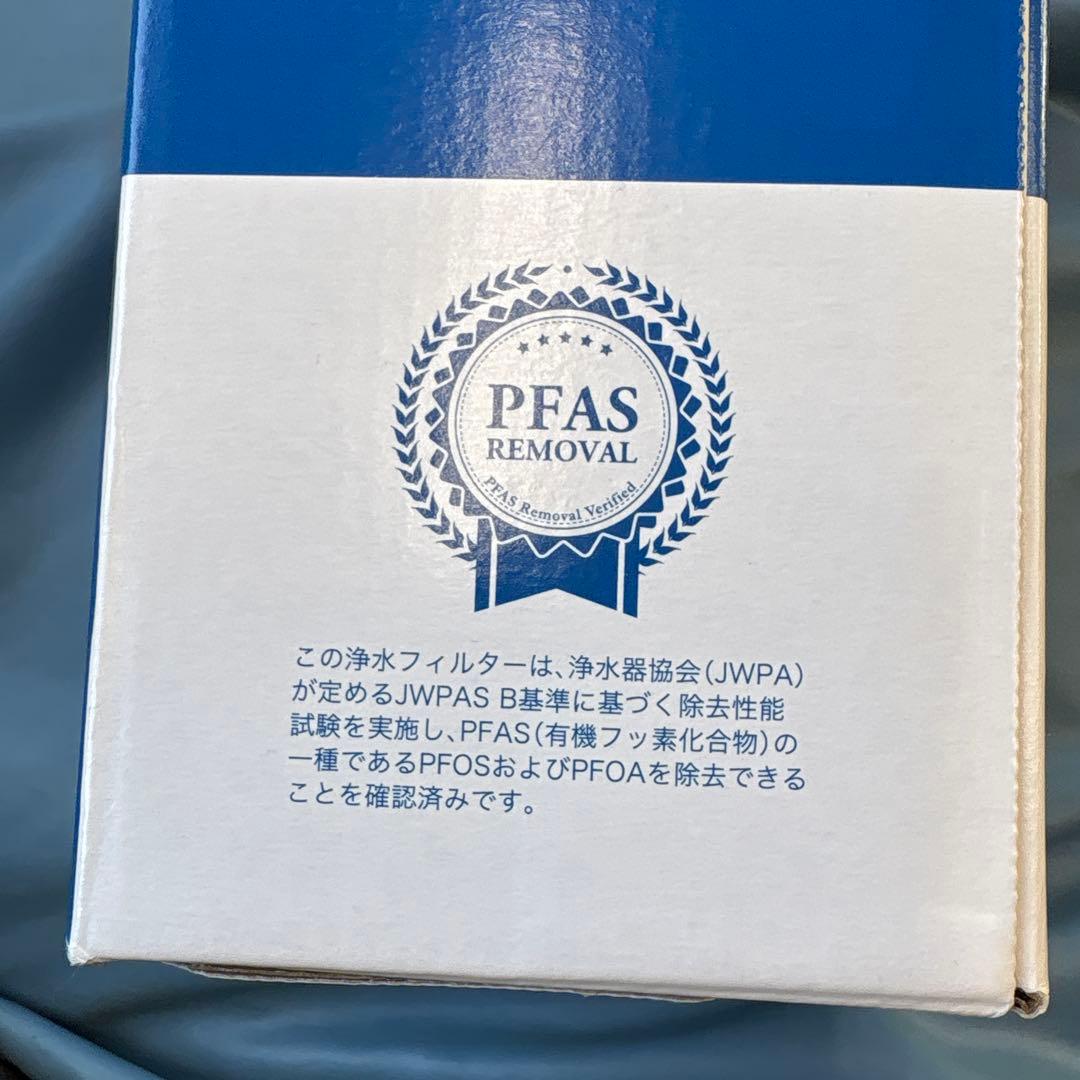 PFAS
REMOVAL
PFAS Removal Verified
この浄水フィルターは、浄水器協会(JWPA)
が定めるJWPAS B基準に基づく除去性能
試験を実施し、PFAS(有機フッ素化合物)の
一種であるPFOSおよびPFOAを除去できる
ことを確認済みです。